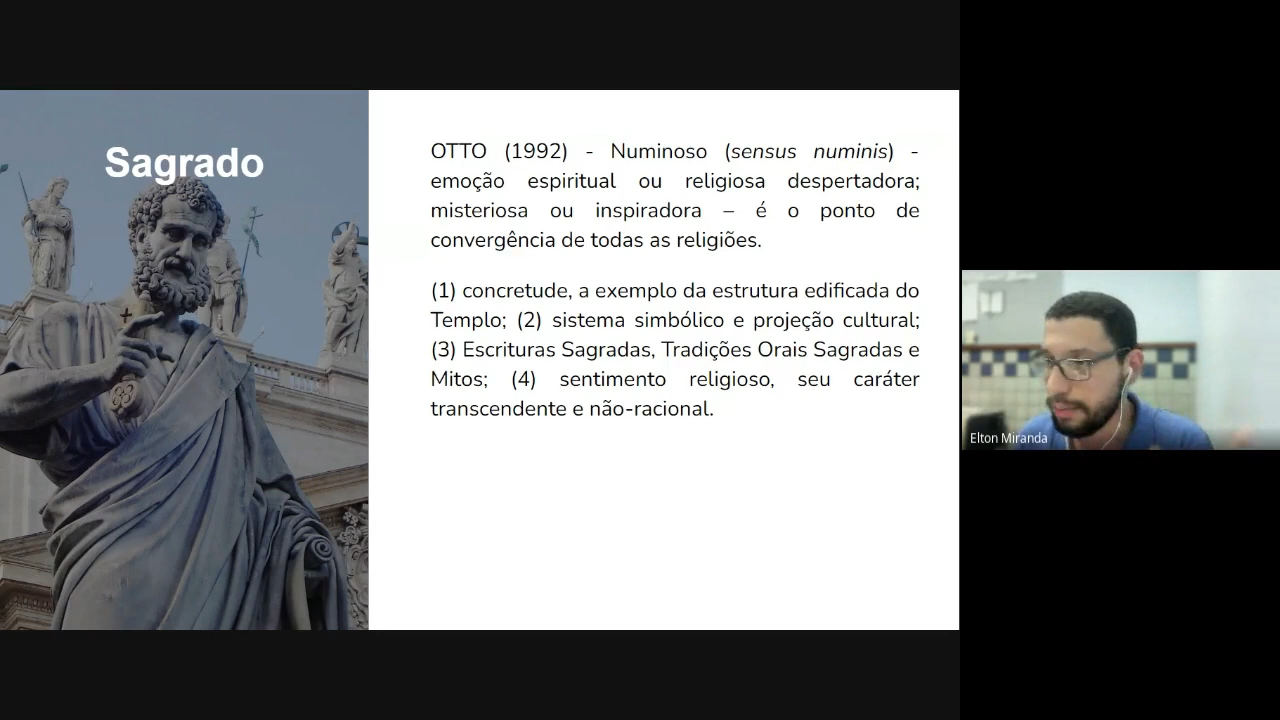 Sagrado
OTTO (1992) - Numinoso (sensus numinis) -
emoção espiritual ou religiosa despertadora;
misteriosa ou inspiradora – é o ponto de
convergência de todas as religiões.
(1) concretude, a exemplo da estrutura edificada do
Templo; (2) sistema simbólico e projeção cultural;
(3) Escrituras Sagradas, Tradições Orais Sagradas e
Mitos; (4) sentimento religioso, seu caráter
transcendente e não-racional.
Elton Miranda